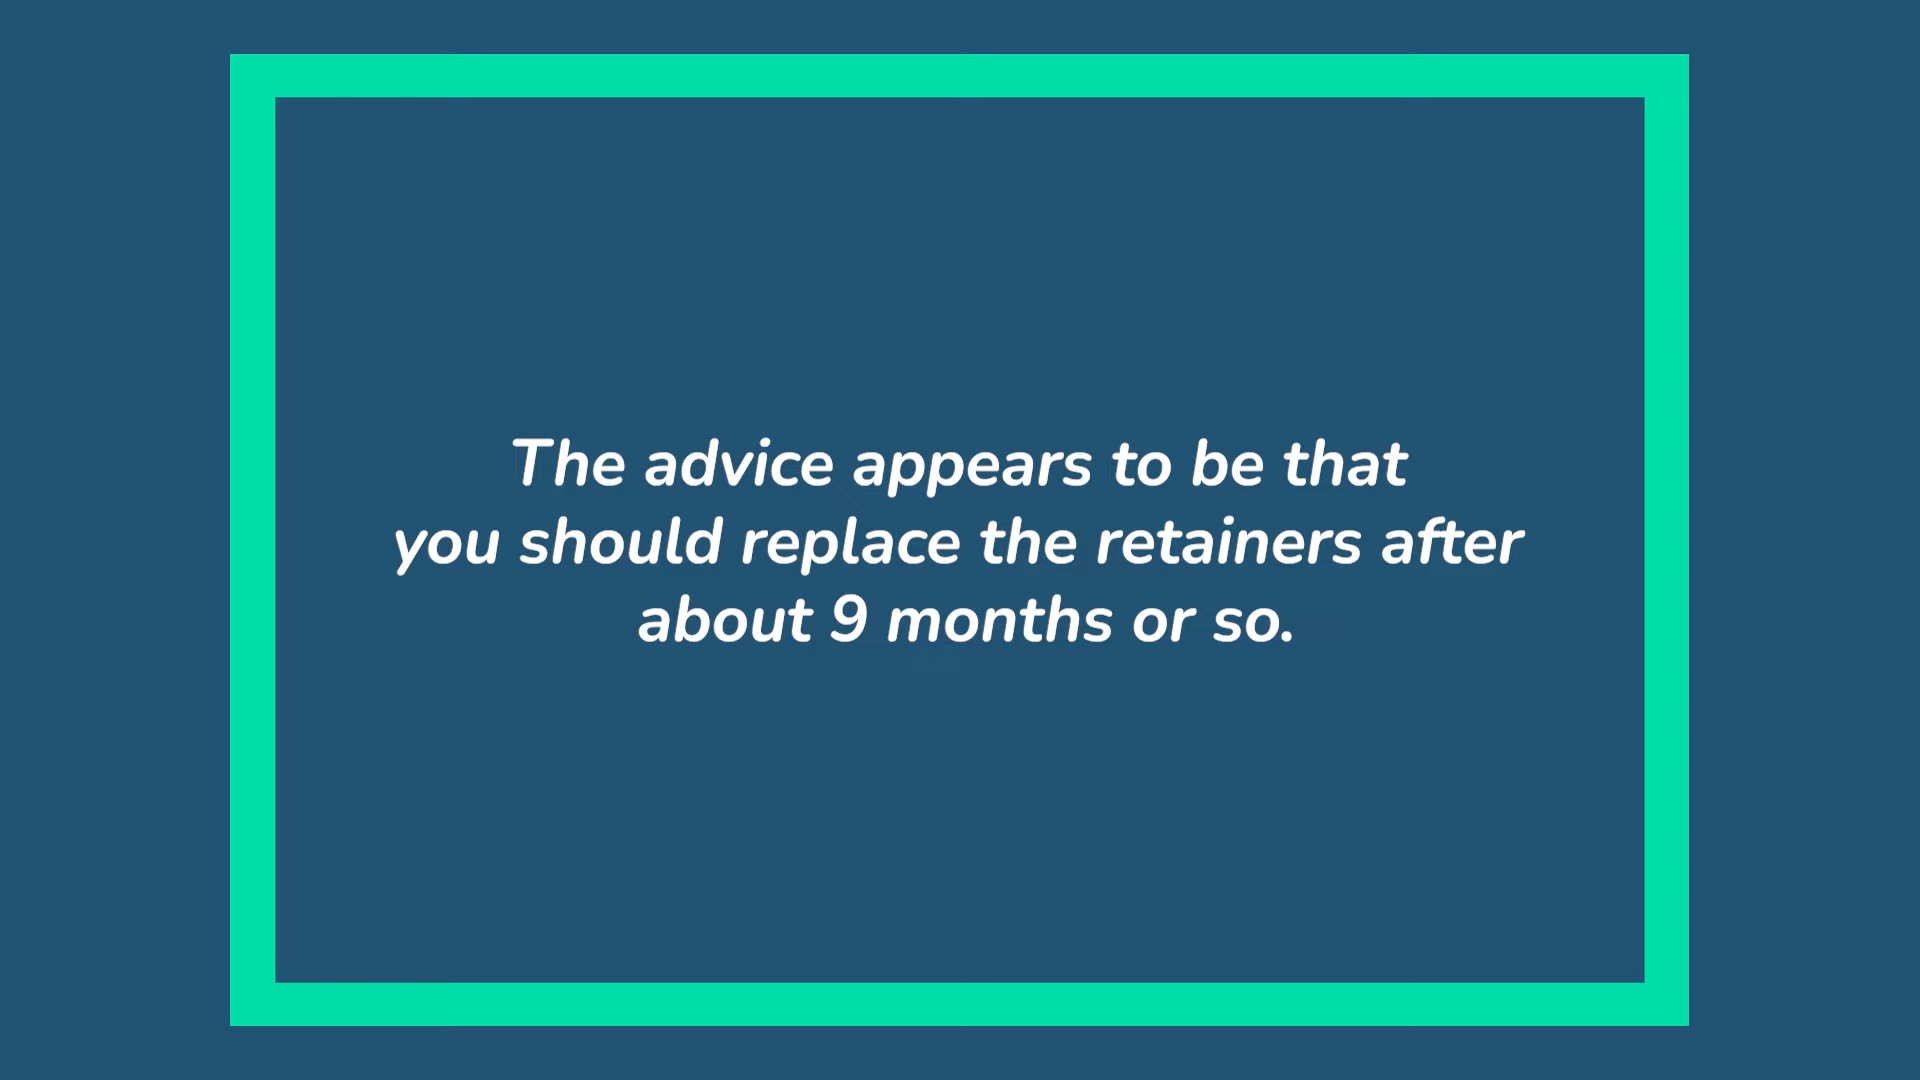 The advice appears to be that
you should replace the retainers after
about 9 months or so.